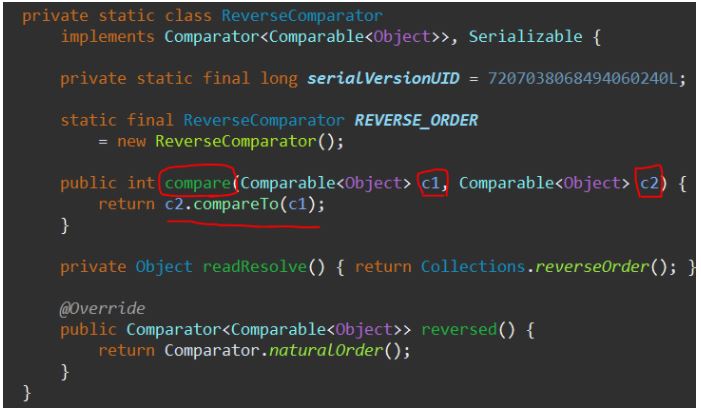 private static class ReverseComparator
implements Comparator<Comparable<Object>>, Serializable {
private static final long serialVersionUID = 7207038068494060240L;
static final ReverseComparator REVERSE_ORDER
= new ReverseComparator();
public int compare(Comparable<Object> c1, Comparable<Object> c2) {
return c2.compareTo(c1);
}
private Object readResolve() { return Collections.reverseOrder(); }
@Override
public Comparator<Comparable<Object>> reversed() {
return Comparator.naturalOrder();
}
}